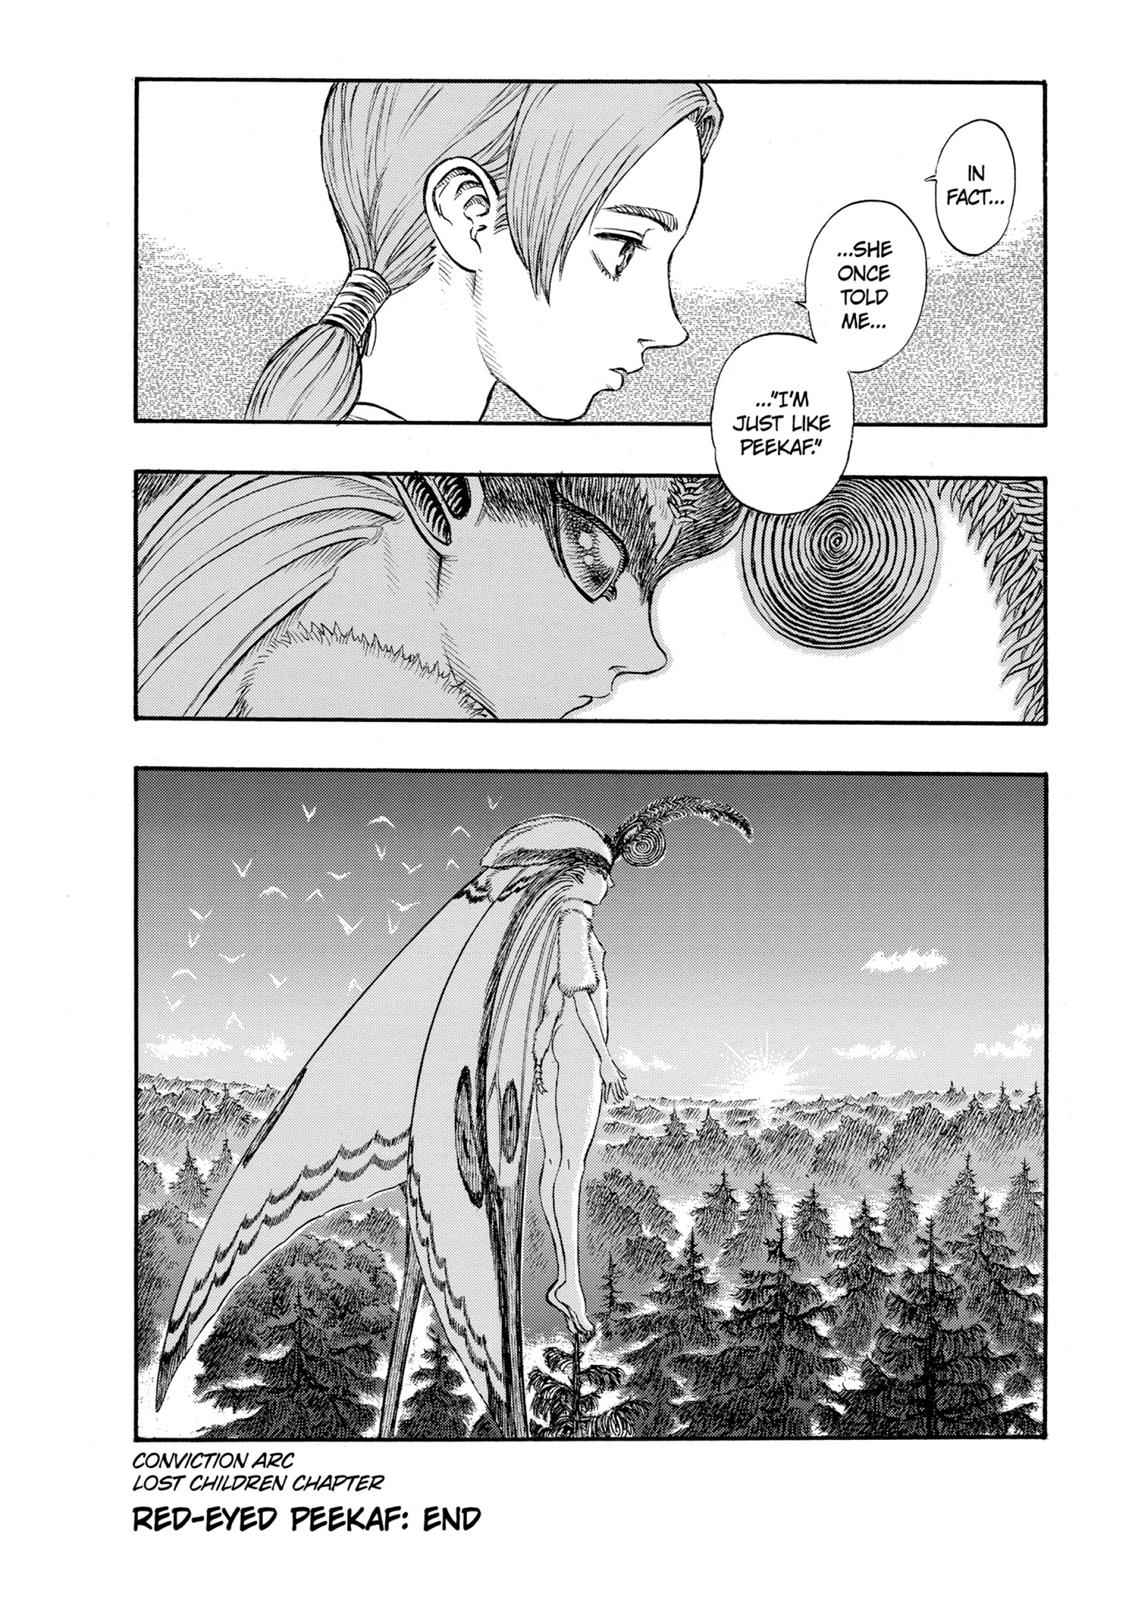 IN
FACT...
...SHE
ONCE
TOLD
ME...
..."I'M
JUST LIKE
PEEKAF."
CONVICTION ARC
LOST CHILDREN CHAPTER
RED-EYED PEEKAF: END